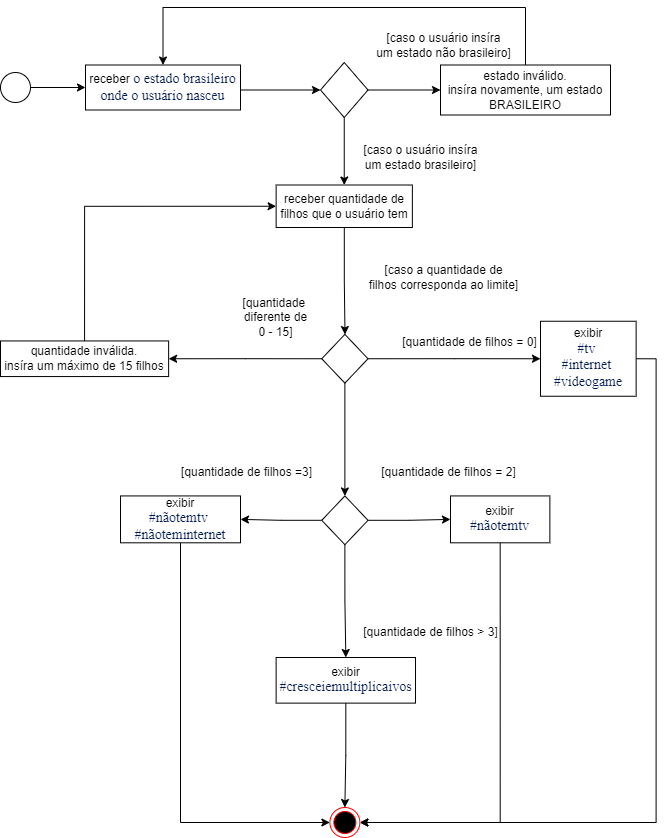 [caso o usuário insíra
um estado não brasileiro]
receber o estado brasileiro
onde o usuário nasceu
estado inválido.
insíra novamente, um estado
BRASILEIRO
[caso o usuário insíra
um estado brasileiro]
receber quantidade de
filhos que o usuário tem
[caso a quantidade de
filhos corresponda ao limite]
[quantidade
diferente de
0 - 15]
[quantidade de filhos = 0]
exibir
#tv
#internet
#videogame
quantidade inválida.
insíra um máximo de 15 filhos
[quantidade de filhos =3]
[quantidade de filhos = 2]
exibir
#nãotemtv
#nãoteminternet
exibir
#nãotemtv
[quantidade de filhos > 3]
exibir
#cresceiemultiplicaivos